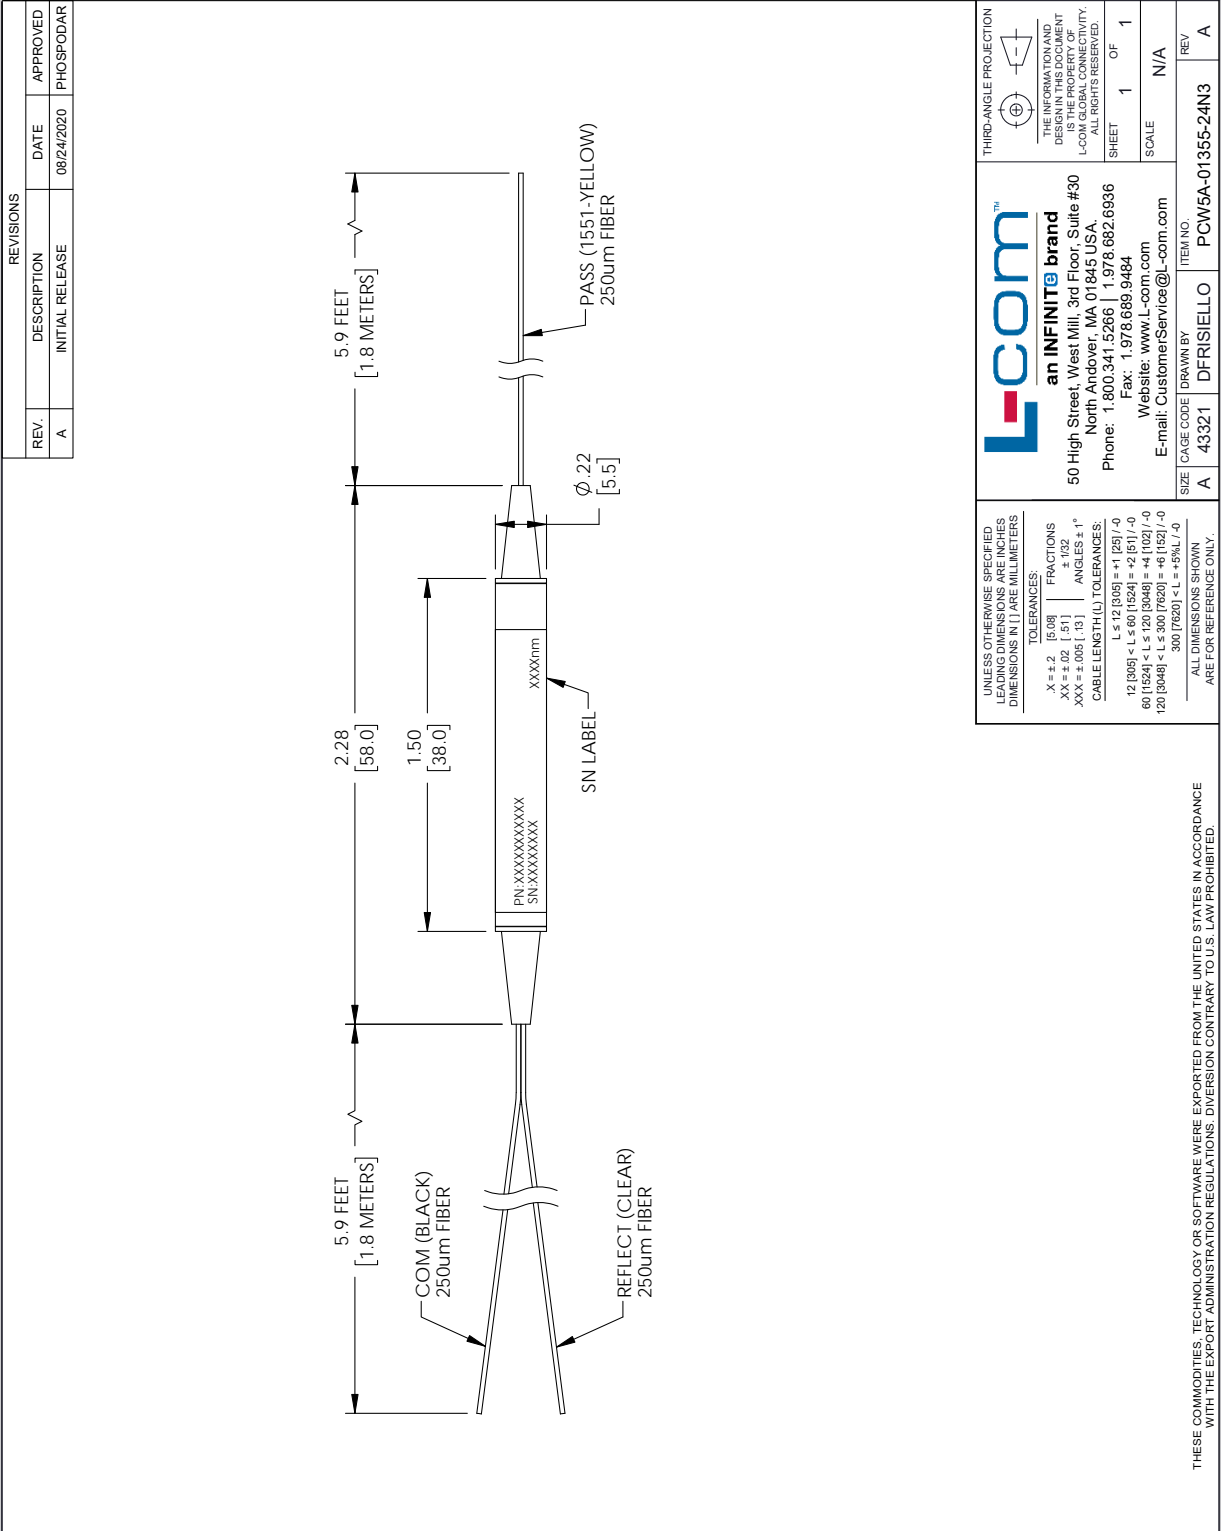 REVISIONS
REV.
DESCRIPTION
DATE
APPROVED
A
INITIAL RELEASE
08/24/2020
PHOSPODAR
5.9 FEET
[1.8 METERS]
2.28
[58.0]
5.9 FEET
[1.8 METERS]
1.50
[38.0]
COM (BLACK)
250um FIBER
PN:XXXXXXXXXXX
SN:XXXXXXXXX
XXXXnm
Ø.22
[5.5]
PASS (1551-YELLOW)
250um FIBER
SN LABEL
REFLECT (CLEAR)
250um FIBER
UNLESS OTHERWISE SPECIFIED
LEADING DIMENSIONS ARE INCHES
DIMENSIONS IN [ ] ARE MILLIMETERS
TOLERANCES:
.X = ± .2 [5.08]
.XX = ± .02 [ .51]
.XXX = ± .005 [ .13 ]
FRACTIONS
± 1/32
ANGLES ± 1°
CABLE LENGTH (L) TOLERANCES:
L ≤ 12 [305] = +1 [25] / -0
12 [305] < L ≤ 60 [1524] = +2 [51] / -0
60 [1524] < L ≤ 120 [3048] = +4 [102] / -0
120 [3048] < L ≤ 300 [7620] = +6 [152] / -0
300 [7620] < L = +5%L / -0
ALL DIMENSIONS SHOWN
ARE FOR REFERENCE ONLY.
L-com™
an INFINITe brand
50 High Street, West Mill, 3rd Floor, Suite #30
North Andover, MA 01845 USA.
Phone: 1.800.341.5266 | 1.978.682.6936
Fax: 1.978.689.9484
Website: www.L-com.com
E-mail: CustomerService@L-com.com
THIRD-ANGLE PROJECTION
THE INFORMATION AND
DESIGN IN THIS DOCUMENT
IS THE PROPERTY OF
L-COM GLOBAL CONNECTIVITY.
ALL RIGHTS RESERVED.
SHEET
1 OF 1
SCALE
N/A
SIZE
A
CAGE CODE
43321
DRAWN BY
DFRISIELLO
ITEM NO.
PCW5A-01355-24N3
REV
A
THESE COMMODITIES, TECHNOLOGY OR SOFTWARE WERE EXPORTED FROM THE UNITED STATES IN ACCORDANCE
WITH THE EXPORT ADMINISTRATION REGULATIONS. DIVERSION CONTRARY TO U.S. LAW PROHIBITED.